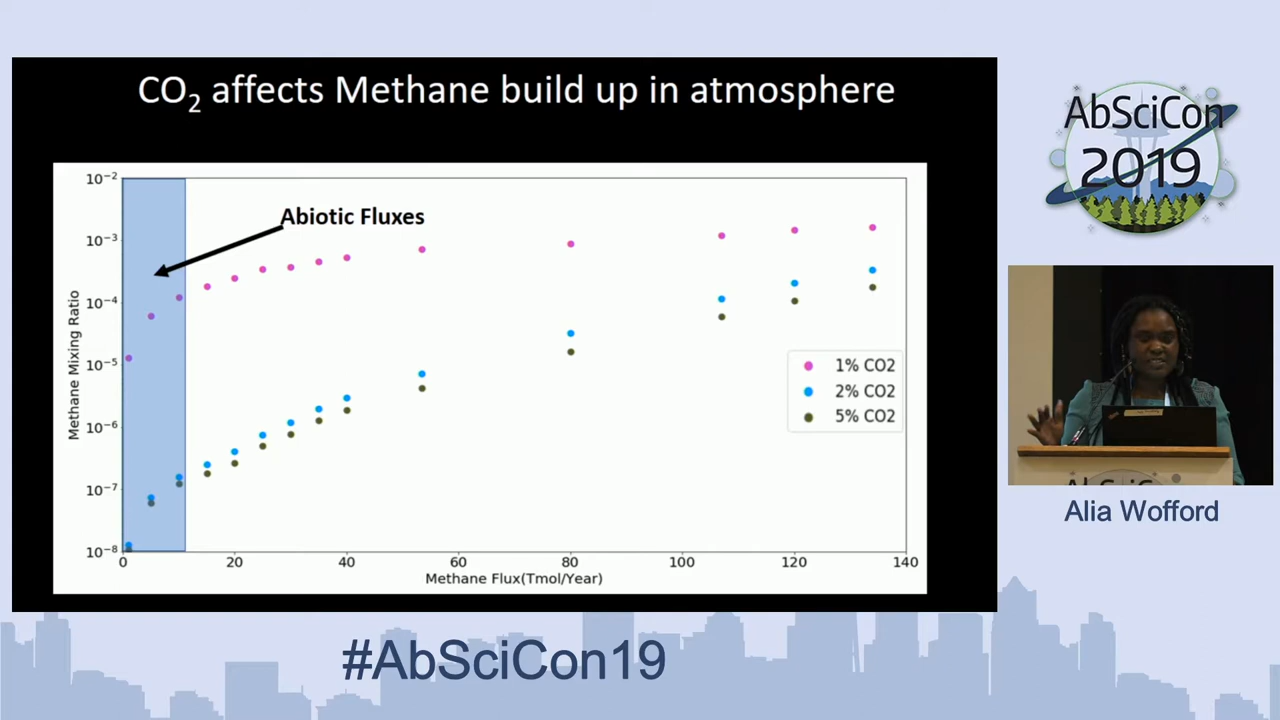 CO2 affects Methane build up in atmosphere
Abiotic Fluxes
10−2
10−3
10−4
10−5
10−6
10−7
10−8
Methane Mixing Ratio
0 20 40 60 80 100 120 140
Methane Flux(Tmol/Year)
1% CO2
2% CO2
5% CO2
AbSciCon
2019
AbSciCon
Alia Wofford
#AbSciCon19